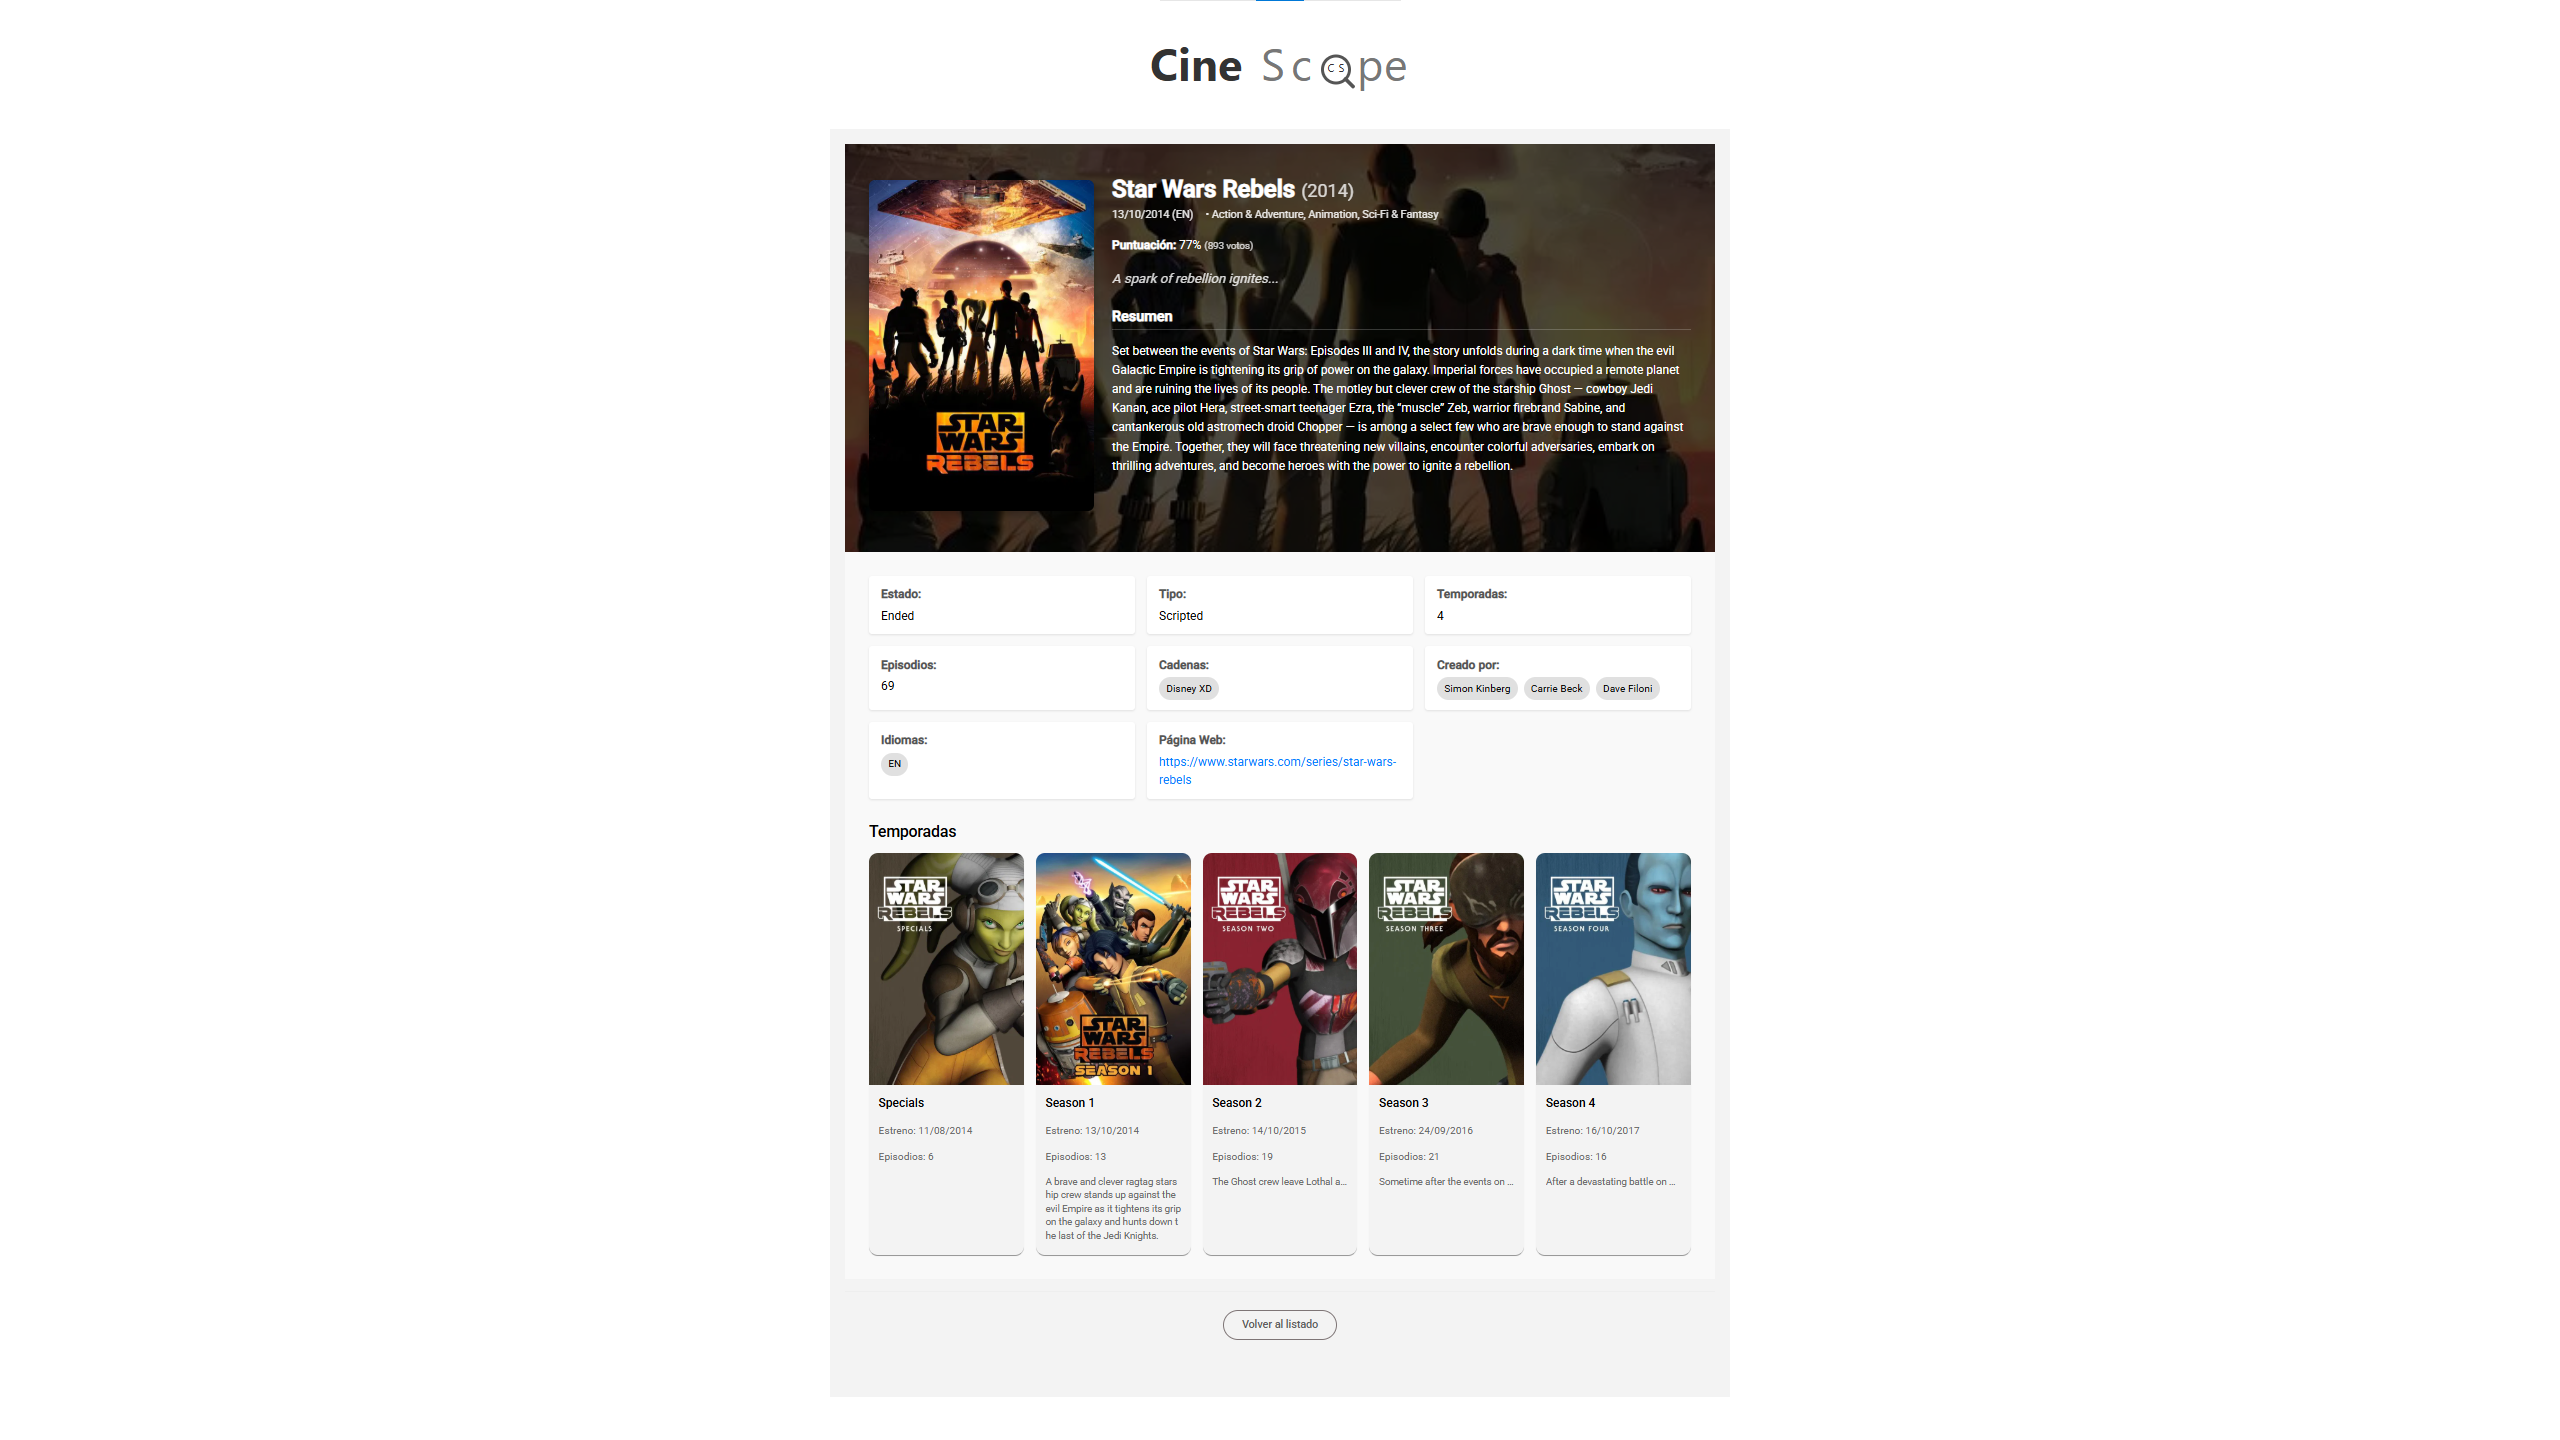 Cine Sc pe
C S
Star Wars Rebels (2014)
13/10/2014 (EN) • Action & Adventure, Animation, Sci-Fi & Fantasy
Puntuación: 77% (893 votos)
A spark of rebellion ignites...
Resumen
Set between the events of Star Wars: Episodes III and IV, the story unfolds during a dark time when the evil
Galactic Empire is tightening its grip of power on the galaxy. Imperial forces have occupied a remote planet
and are ruining the lives of its people. The motley but clever crew of the starship Ghost — cowboy Jedi
Kanan, ace pilot Hera, street-smart teenager Ezra, the “muscle” Zeb, warrior firebrand Sabine, and
cantankerous old astromech droid Chopper — is among a select few who are brave enough to stand against
the Empire. Together, they will face threatening new villains, encounter colorful adversaries, embark on
thrilling adventures, and become heroes with the power to ignite a rebellion.
STAR
WARS
REBELS
Estado:
Ended
Tipo:
Scripted
Temporadas:
4
Episodios:
69
Cadenas:
Disney XD
Creado por:
Simon Kinberg Carrie Beck Dave Filoni
Idiomas:
EN
Página Web:
https://www.starwars.com/series/star-wars-
rebels
Temporadas
STAR
WARS
REBELS
SPECIALS
Specials
Estreno: 11/08/2014
Episodios: 6
STAR
WARS
REBELS
SEASON 1
Season 1
Estreno: 13/10/2014
Episodios: 13
A brave and clever ragtag stars
hip crew stands up against the
evil Empire as it tightens its grip
on the galaxy and hunts down t
he last of the Jedi Knights.
STAR
WARS
REBELS
SEASON TWO
Season 2
Estreno: 14/10/2015
Episodios: 19
The Ghost crew leave Lothal a...
STAR
WARS
REBELS
SEASON THREE
Season 3
Estreno: 24/09/2016
Episodios: 21
Sometime after the events on ...
STAR
WARS
REBELS
SEASON FOUR
Season 4
Estreno: 16/10/2017
Episodios: 16
After a devastating battle on ...
Volver al listado